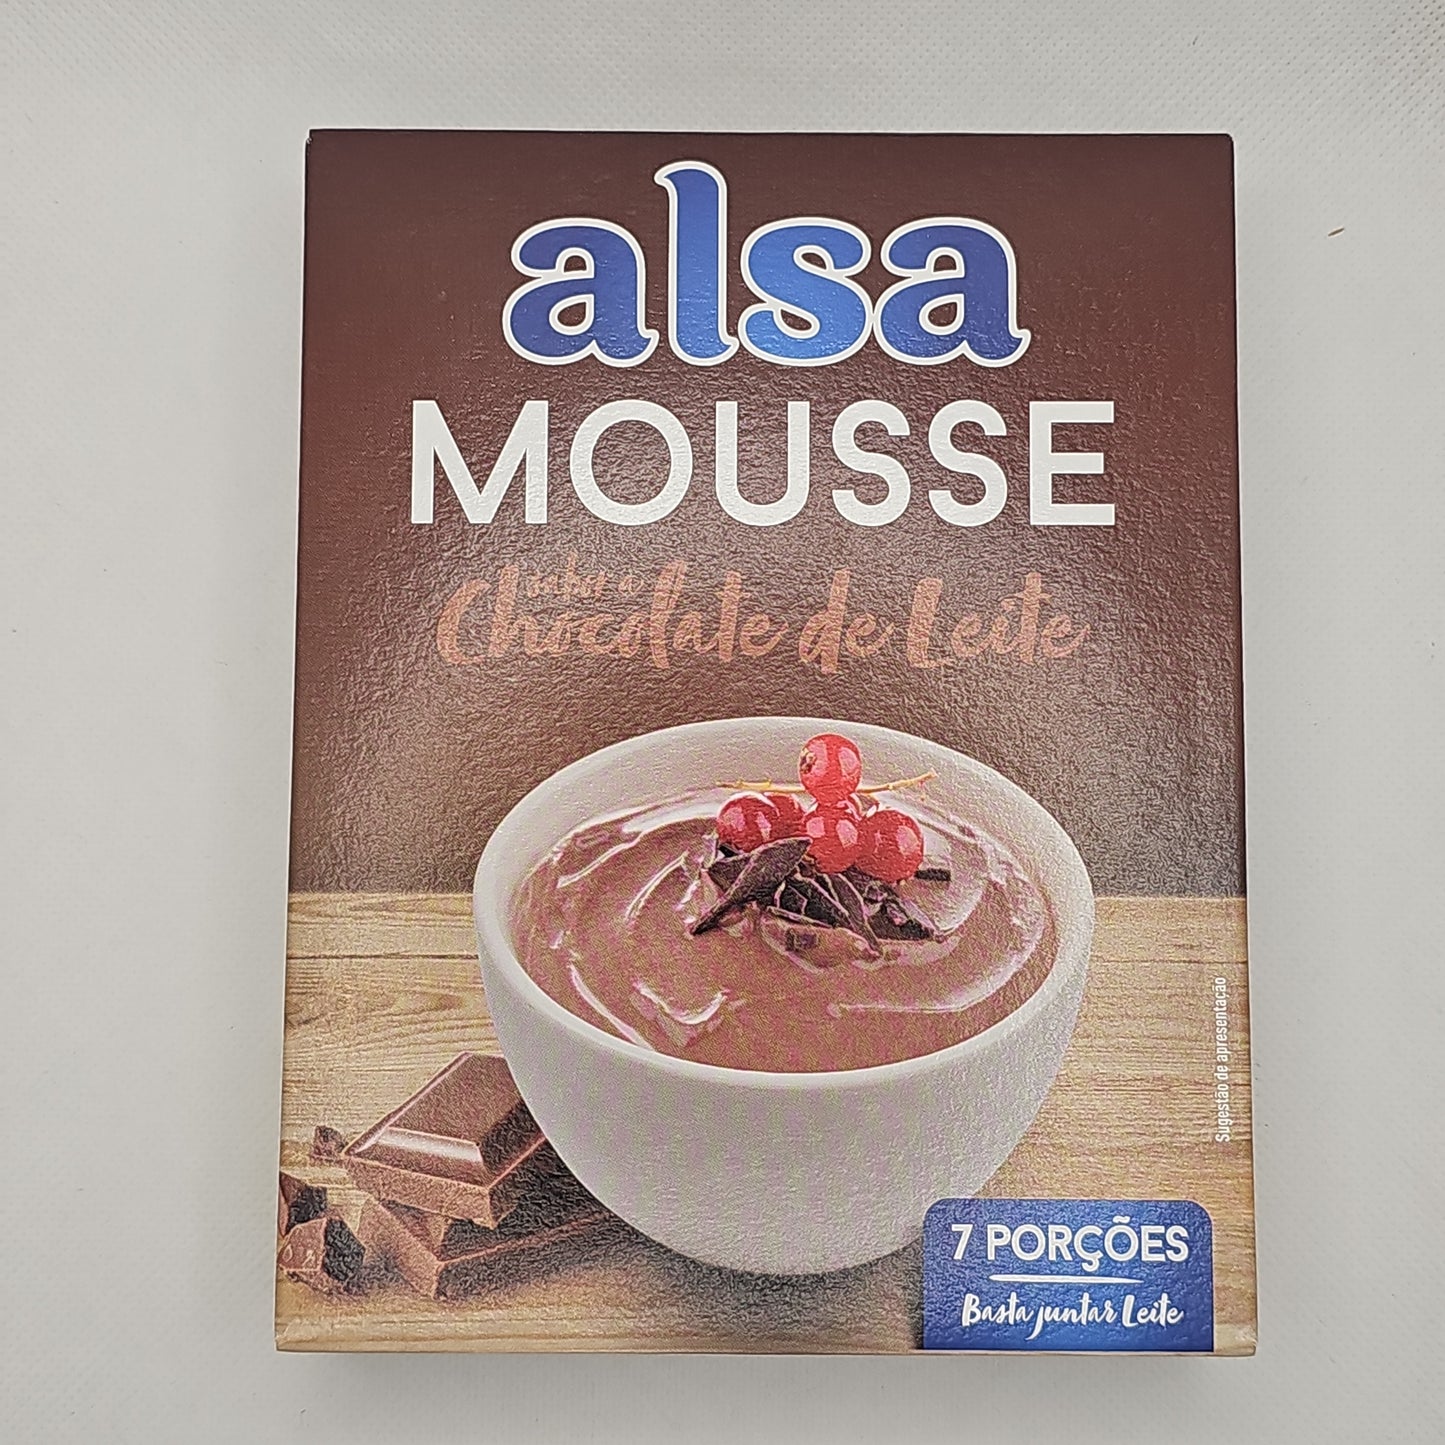 alsa
MOUSSE
sabor a
Chocolate de Leite
Sugestão de apresentação
7 PORÇÕES
Basta juntar Leite